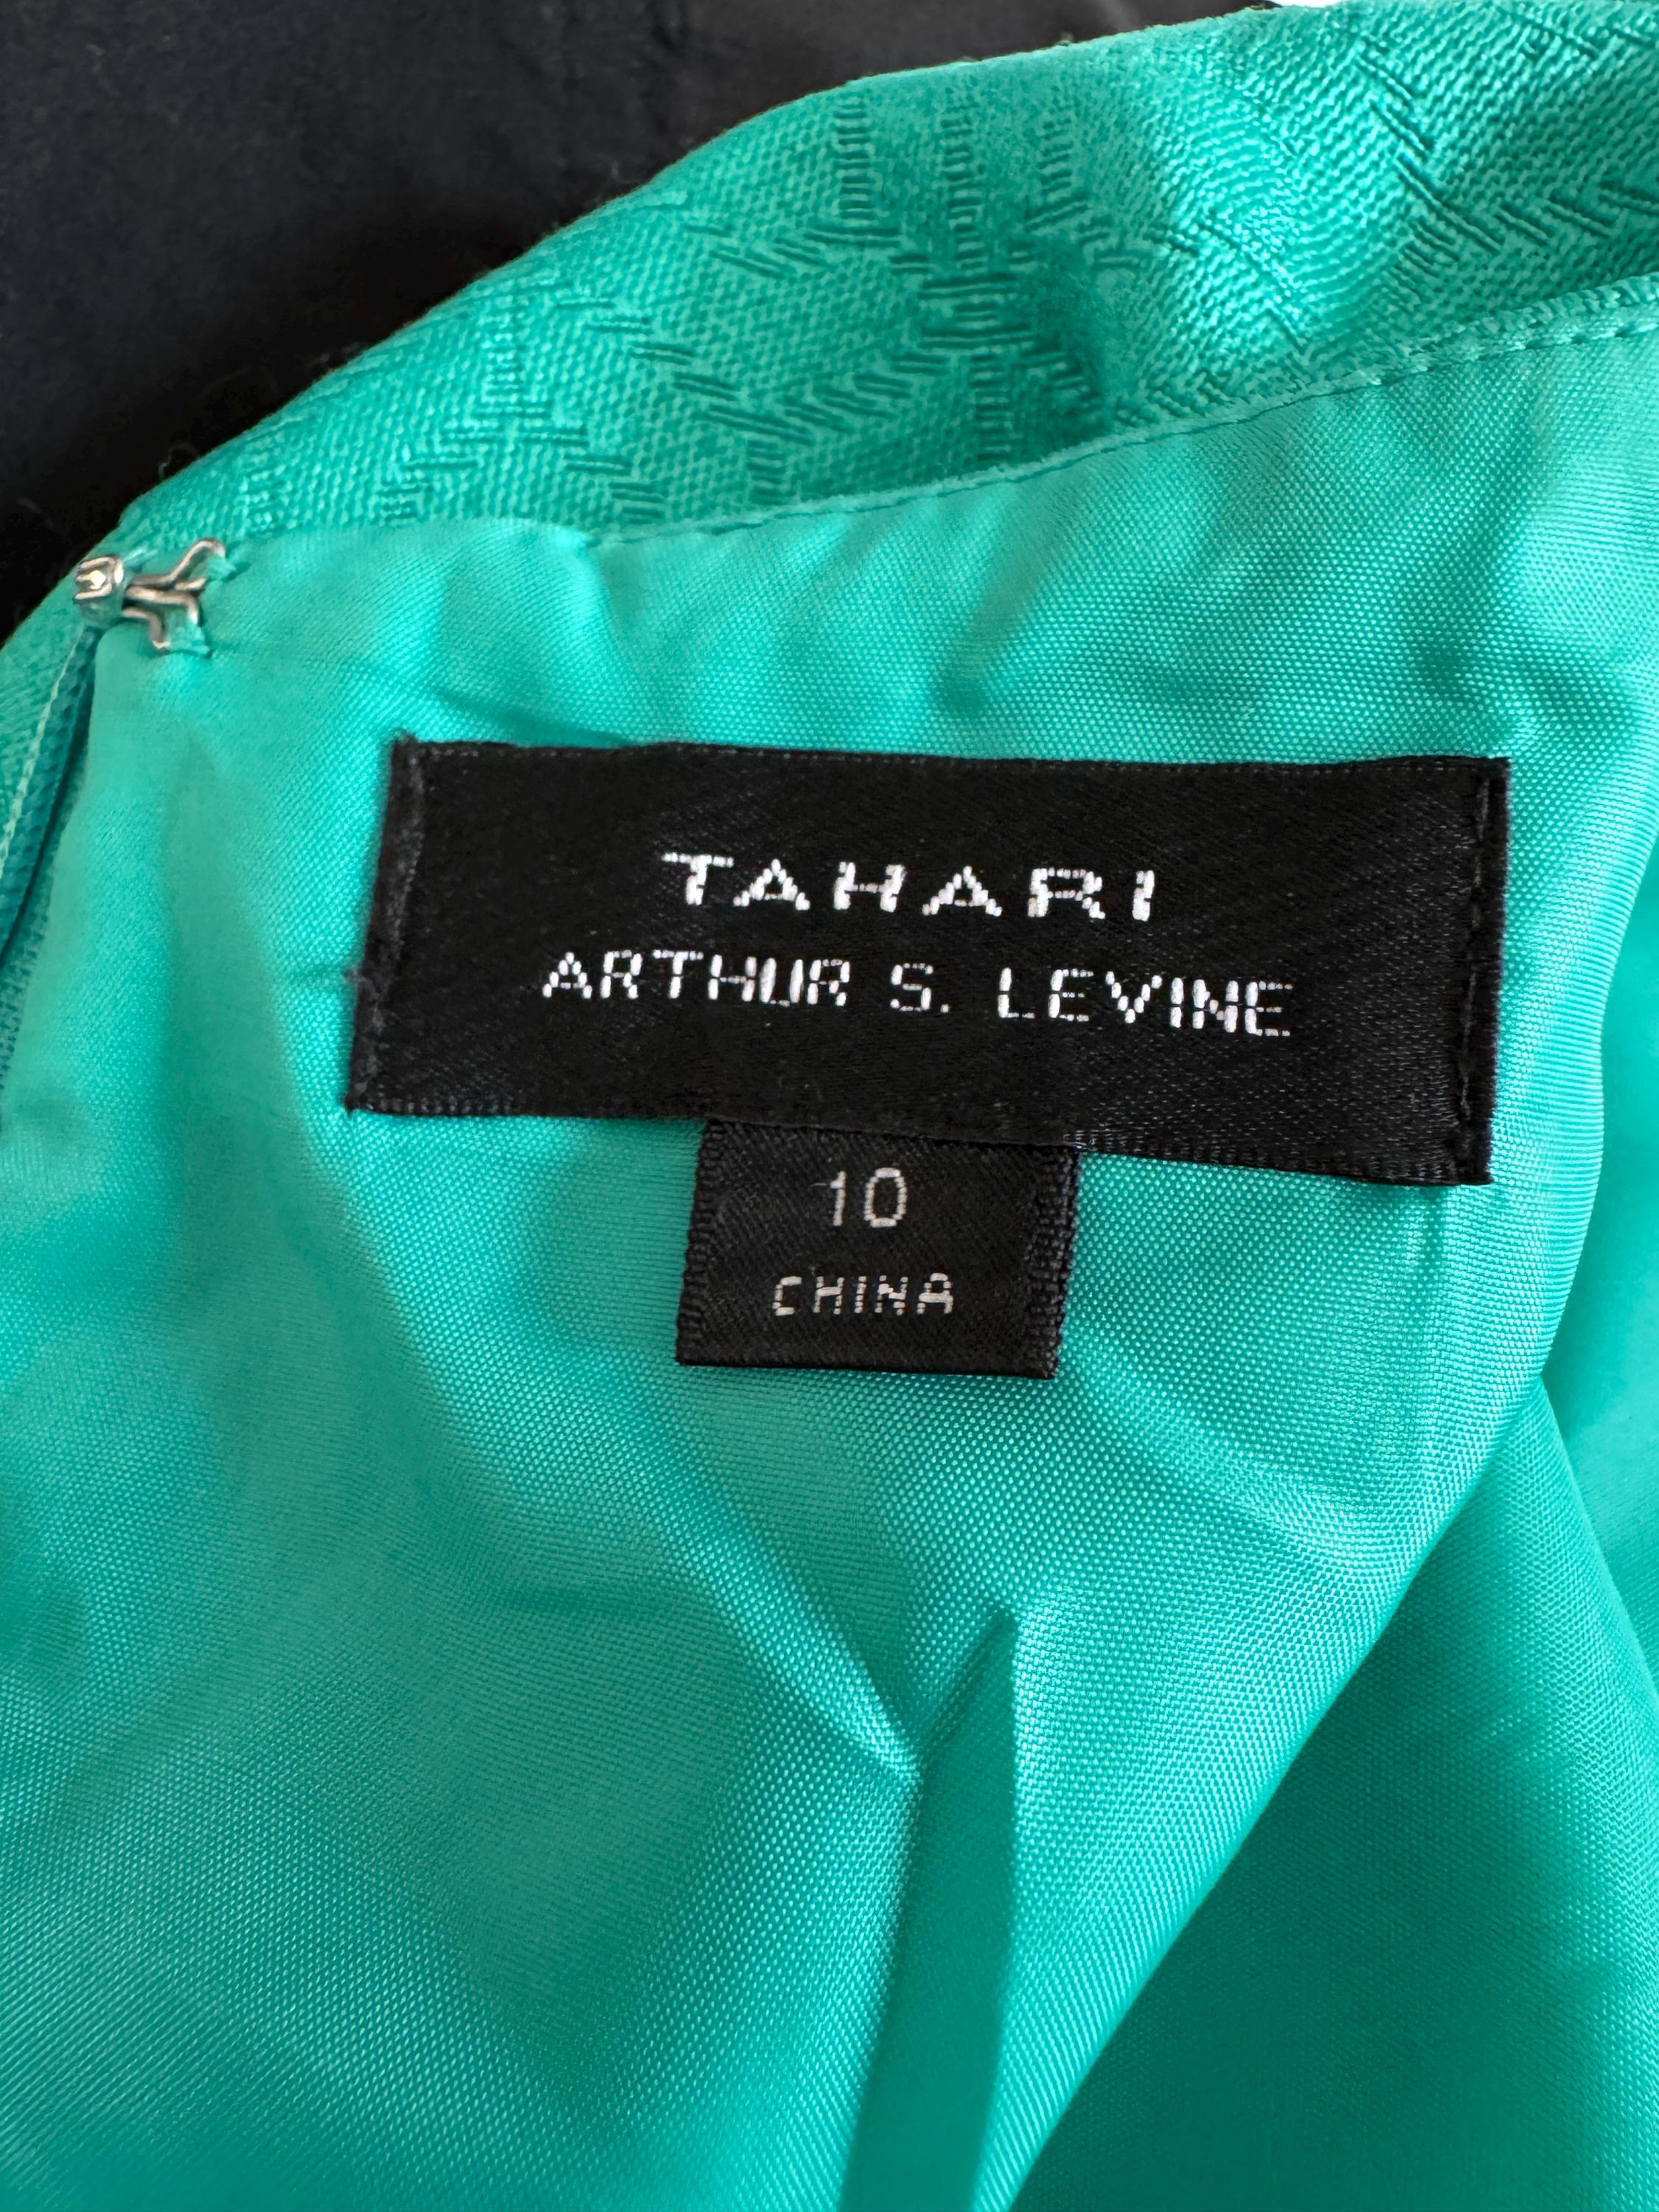 TAHARI
ARTHUR S. LEVINE
10
CHINA